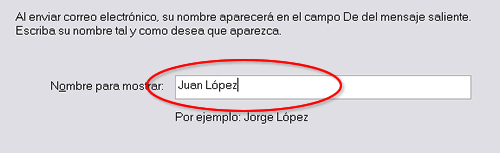 Al enviar correo electrónico, su nombre aparecerá en el campo De del mensaje saliente.
Escriba su nombre tal y como desea que aparezca.
Nombre para mostrar: Juan López
Por ejemplo: Jorge López